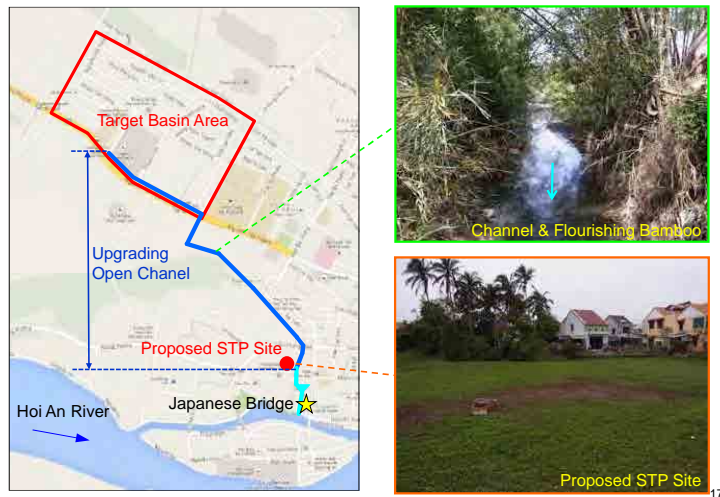 Target Basin Area
Upgrading
Open Chanel
Proposed STP Site
Hoi An River
Japanese Bridge
Channel & Flourishing Bamboo
Proposed STP Site
17